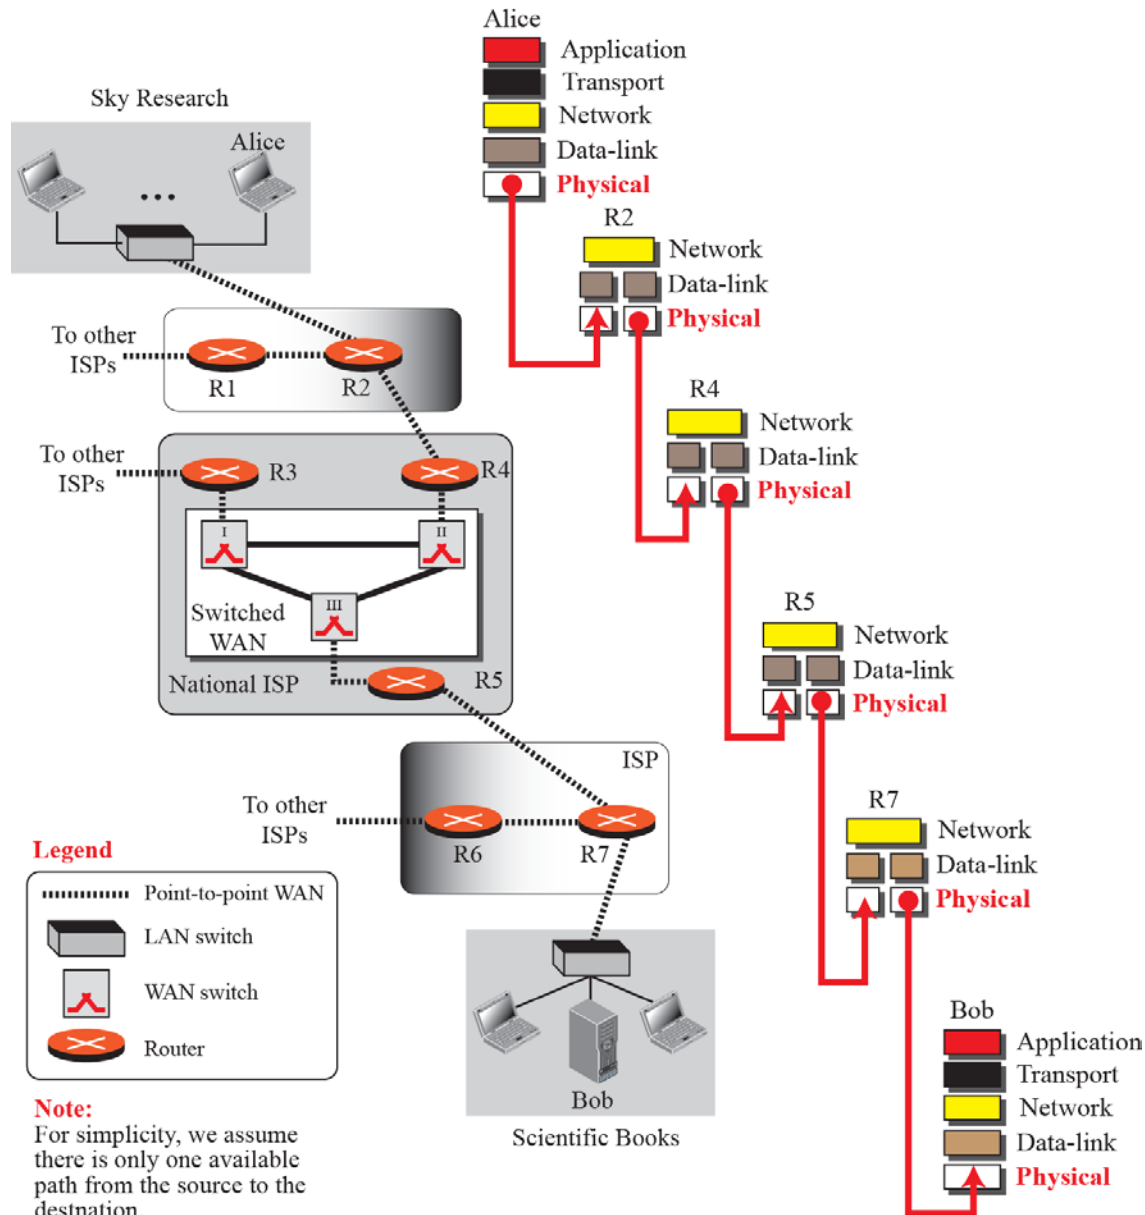 Alice
Application
Transport
Network
Data-link
Physical
Sky Research
Alice
R2
Network
Data-link
Physical
To other
ISPs
R1
R2
R4
Network
Data-link
Physical
To other
ISPs
R3
R4
I
II
III
Switched
WAN
National ISP
R5
R5
Network
Data-link
Physical
ISP
To other
ISPs
R6
R7
R7
Network
Data-link
Physical
Legend
Point-to-point WAN
LAN switch
WAN switch
Router
Bob
Scientific Books
Bob
Application
Transport
Network
Data-link
Physical
Note:
For simplicity, we assume
there is only one available
path from the source to the
destnation